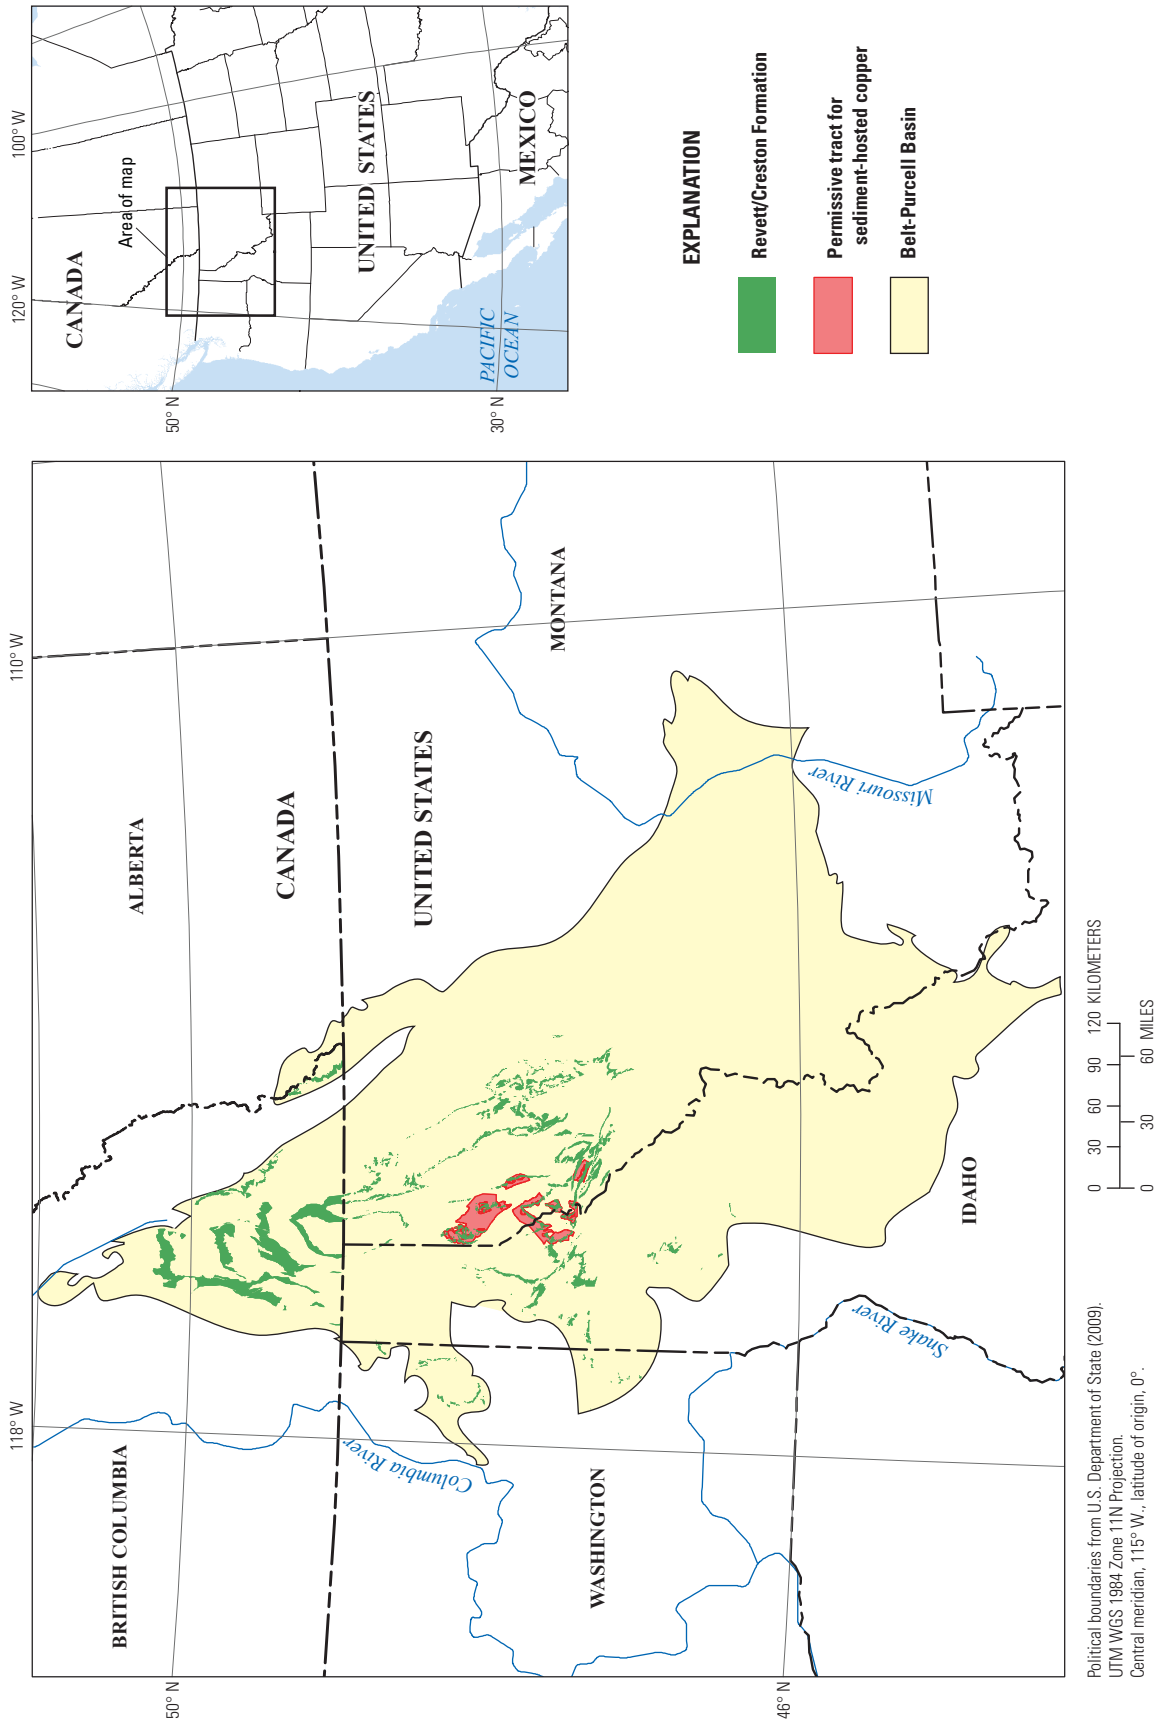 118° W
110° W
50° N
46° N
BRITISH COLUMBIA
ALBERTA
CANADA
UNITED STATES
WASHINGTON
MONTANA
IDAHO
Columbia River
Missouri River
Snake River
120° W
100° W
50° N
30° N
CANADA
Area of map
UNITED STATES
MEXICO
PACIFIC
OCEAN
EXPLANATION
Revett/Creston Formation
Permissive tract for
sediment-hosted copper
Belt-Purcell Basin
Political boundaries from U.S. Department of State (2009).
UTM WGS 1984 Zone 11N Projection.
Central meridian, 115° W., latitude of origin, 0°.
0 30 60 90 120 KILOMETERS
0 30 60 MILES